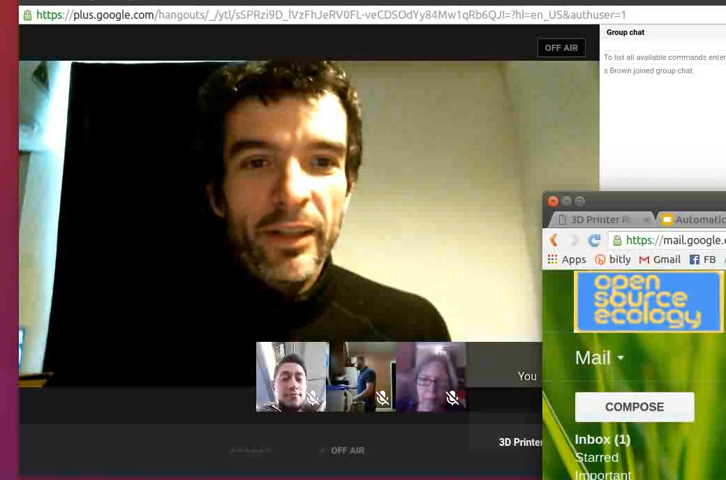 https://plus.google.com/hangouts/_/ytl/sSPRzi9D_lVzFhJeRV0FL-veCDSOdYy84Mw1qRb6QJI=?hl=en_US&authuser=1
OFF AIR
Group chat
To list all available commands enter
s Brown joined group chat
3D Printer
Automatic
https://mail.google.c
Apps
bitly
Gmail
FB
open
source
ecology
Mail
You
COMPOSE
3D Printer
Inbox (1)
OFF AIR
Starred
Important